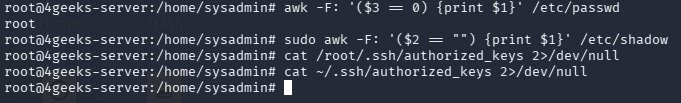 root@4geeks-server:/home/sysadmin# awk -F: '($3 == 0) {print $1}' /etc/passwd
root
root@4geeks-server:/home/sysadmin# sudo awk -F: '($2 == "") {print $1}' /etc/shadow
root@4geeks-server:/home/sysadmin# cat /root/.ssh/authorized_keys 2>/dev/null
root@4geeks-server:/home/sysadmin# cat ~/.ssh/authorized_keys 2>/dev/null
root@4geeks-server:/home/sysadmin#